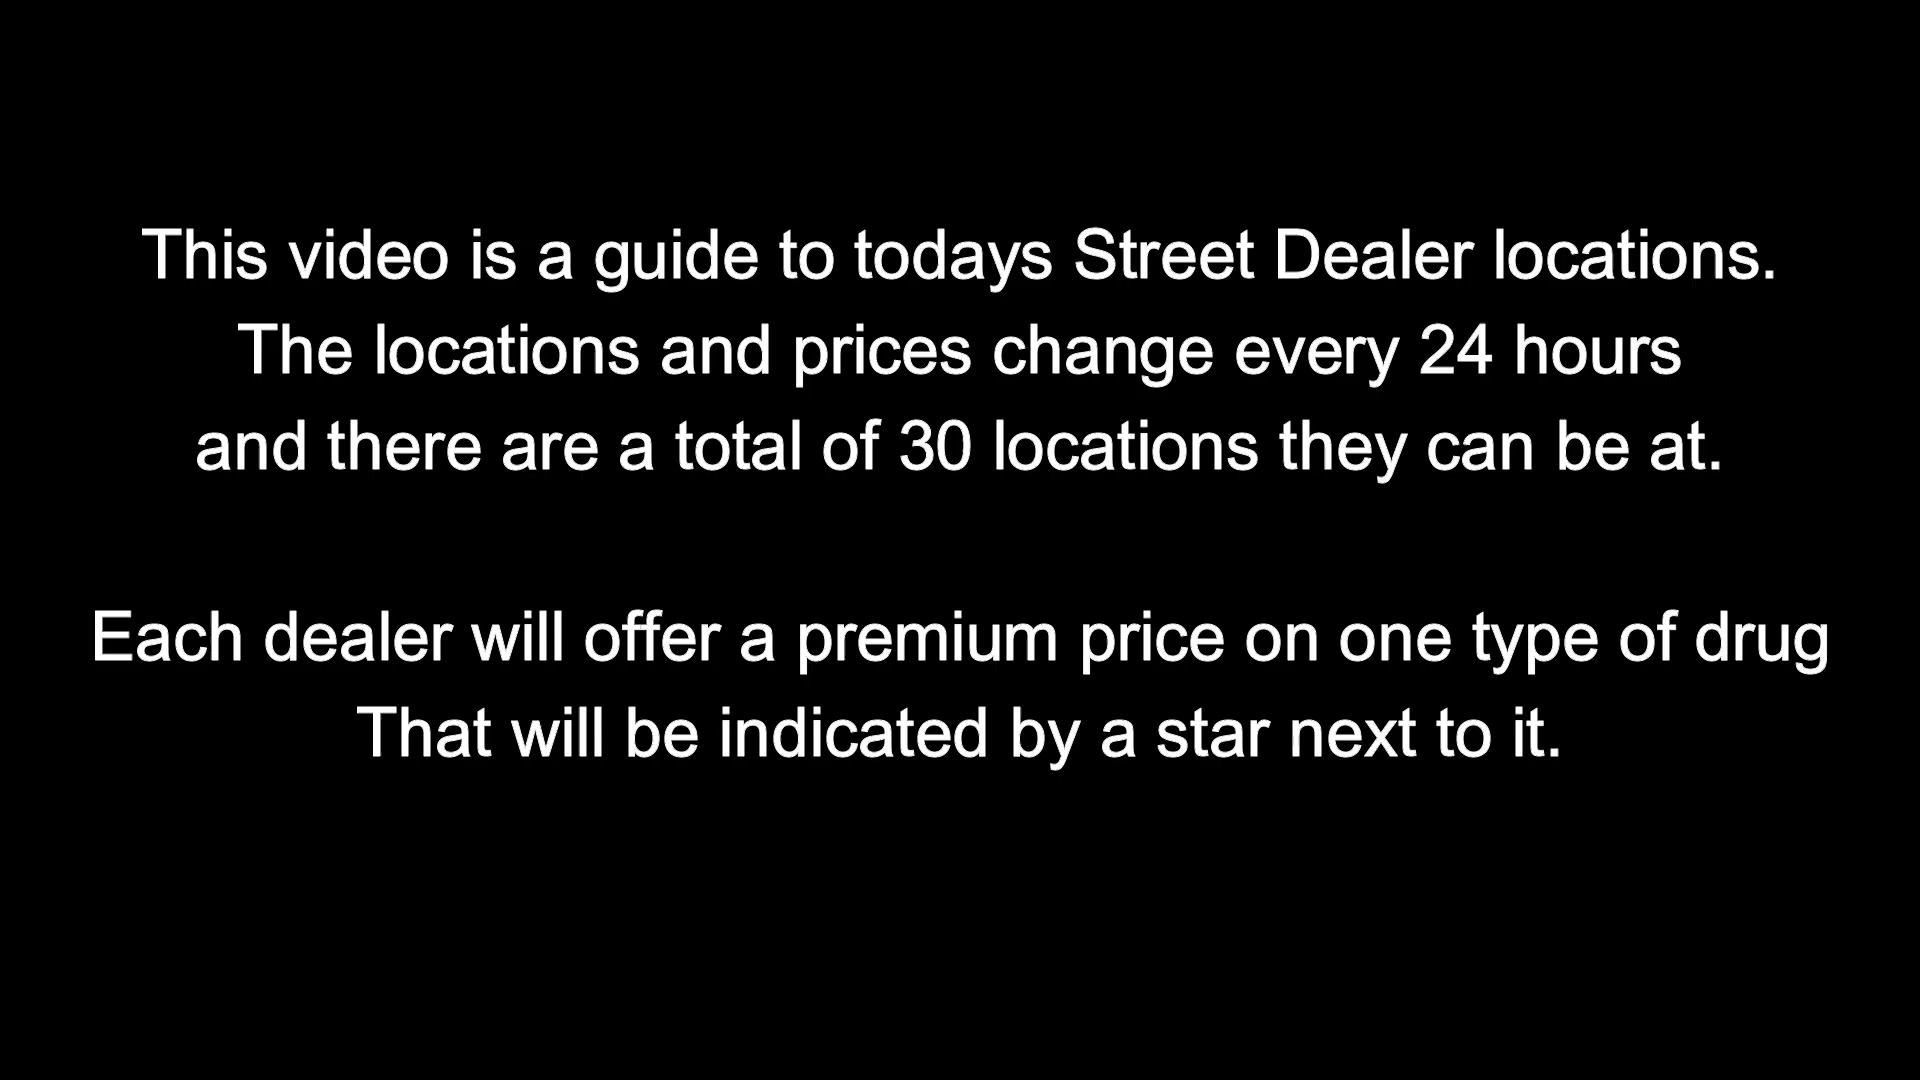 This video is a guide to todays Street Dealer locations.
The locations and prices change every 24 hours
and there are a total of 30 locations they can be at.
Each dealer will offer a premium price on one type of drug
That will be indicated by a star next to it.